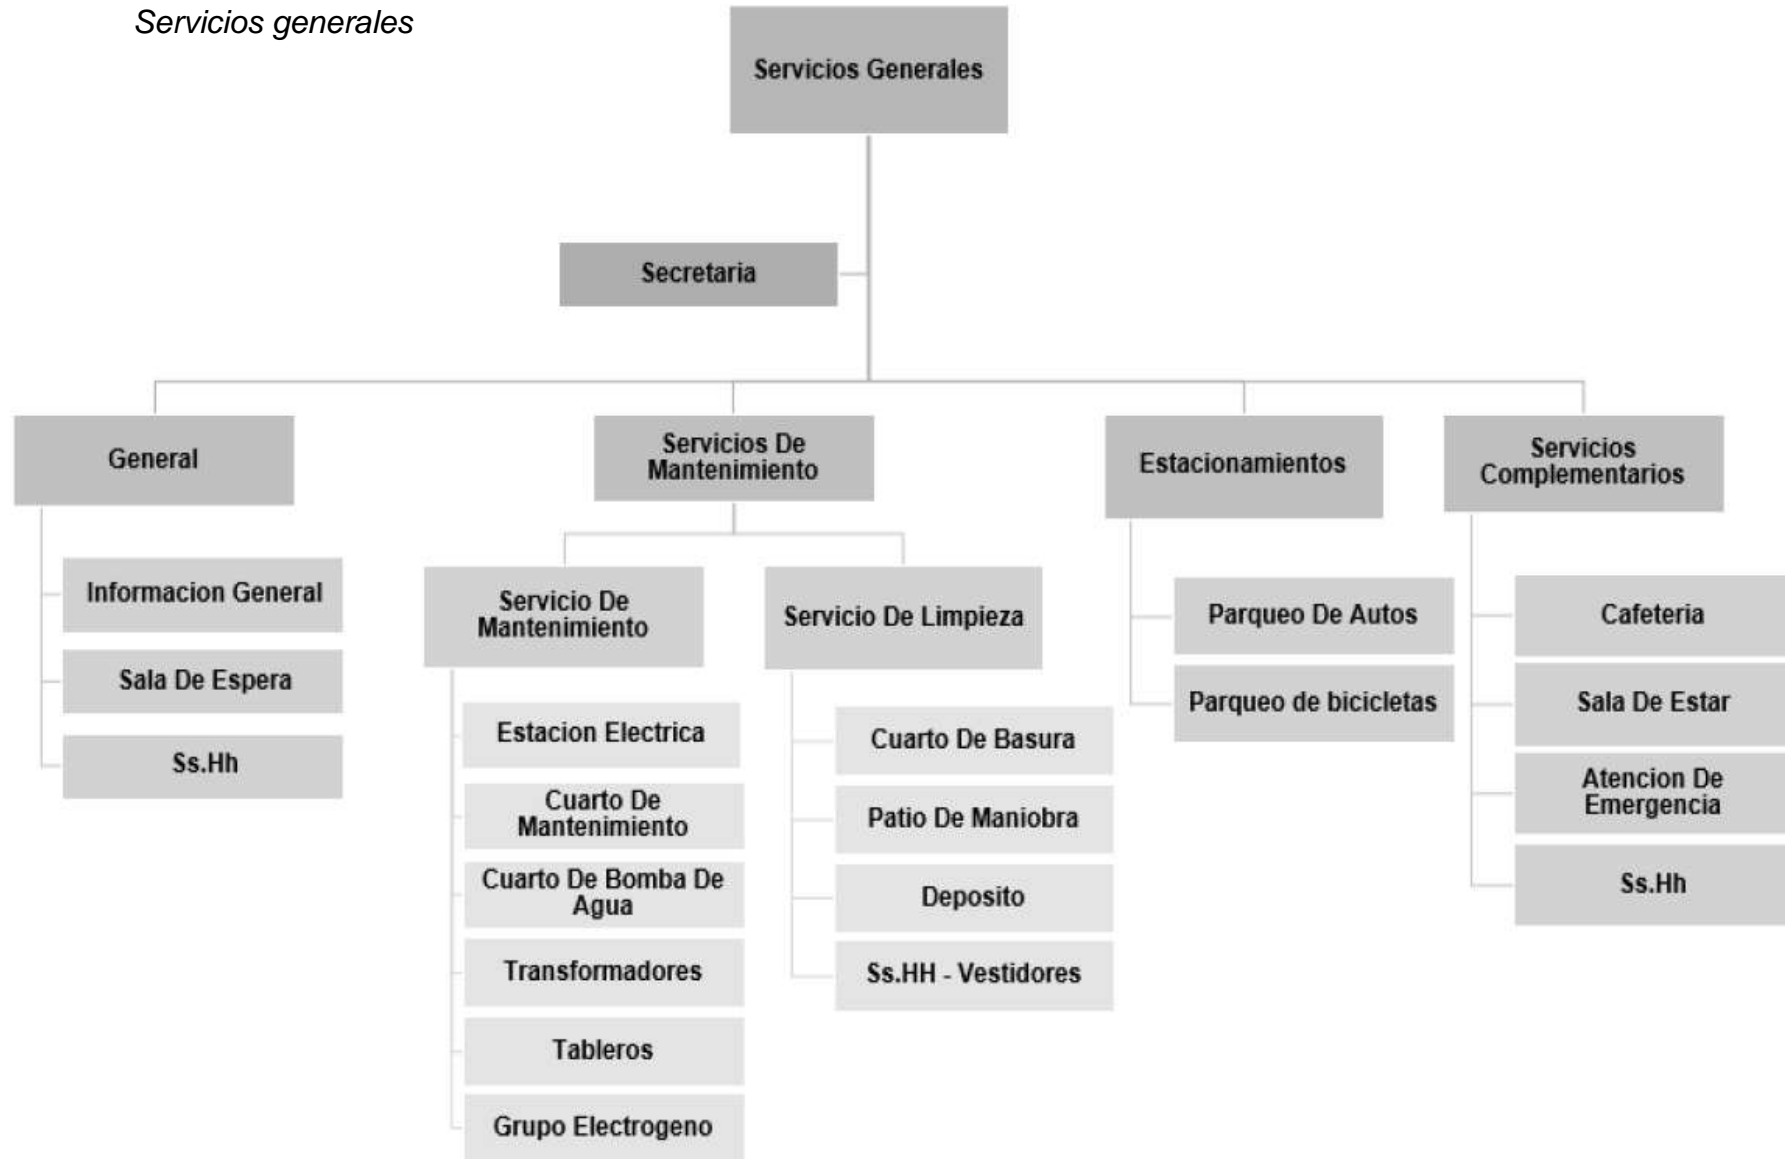 Servicios generales
Servicios Generales
Secretaria
General
Informacion General
Sala De Espera
Ss.Hh
Servicios De
Mantenimiento
Servicio De
Mantenimiento
Estacion Electrica
Cuarto De
Mantenimiento
Cuarto De Bomba De
Agua
Transformadores
Tableros
Grupo Electrogeno
Servicio De Limpieza
Cuarto De Basura
Patio De Maniobra
Deposito
Ss.HH - Vestidores
Estacionamientos
Parqueo De Autos
Parqueo de bicicletas
Servicios
Complementarios
Cafeteria
Sala De Estar
Atencion De
Emergencia
Ss.Hh